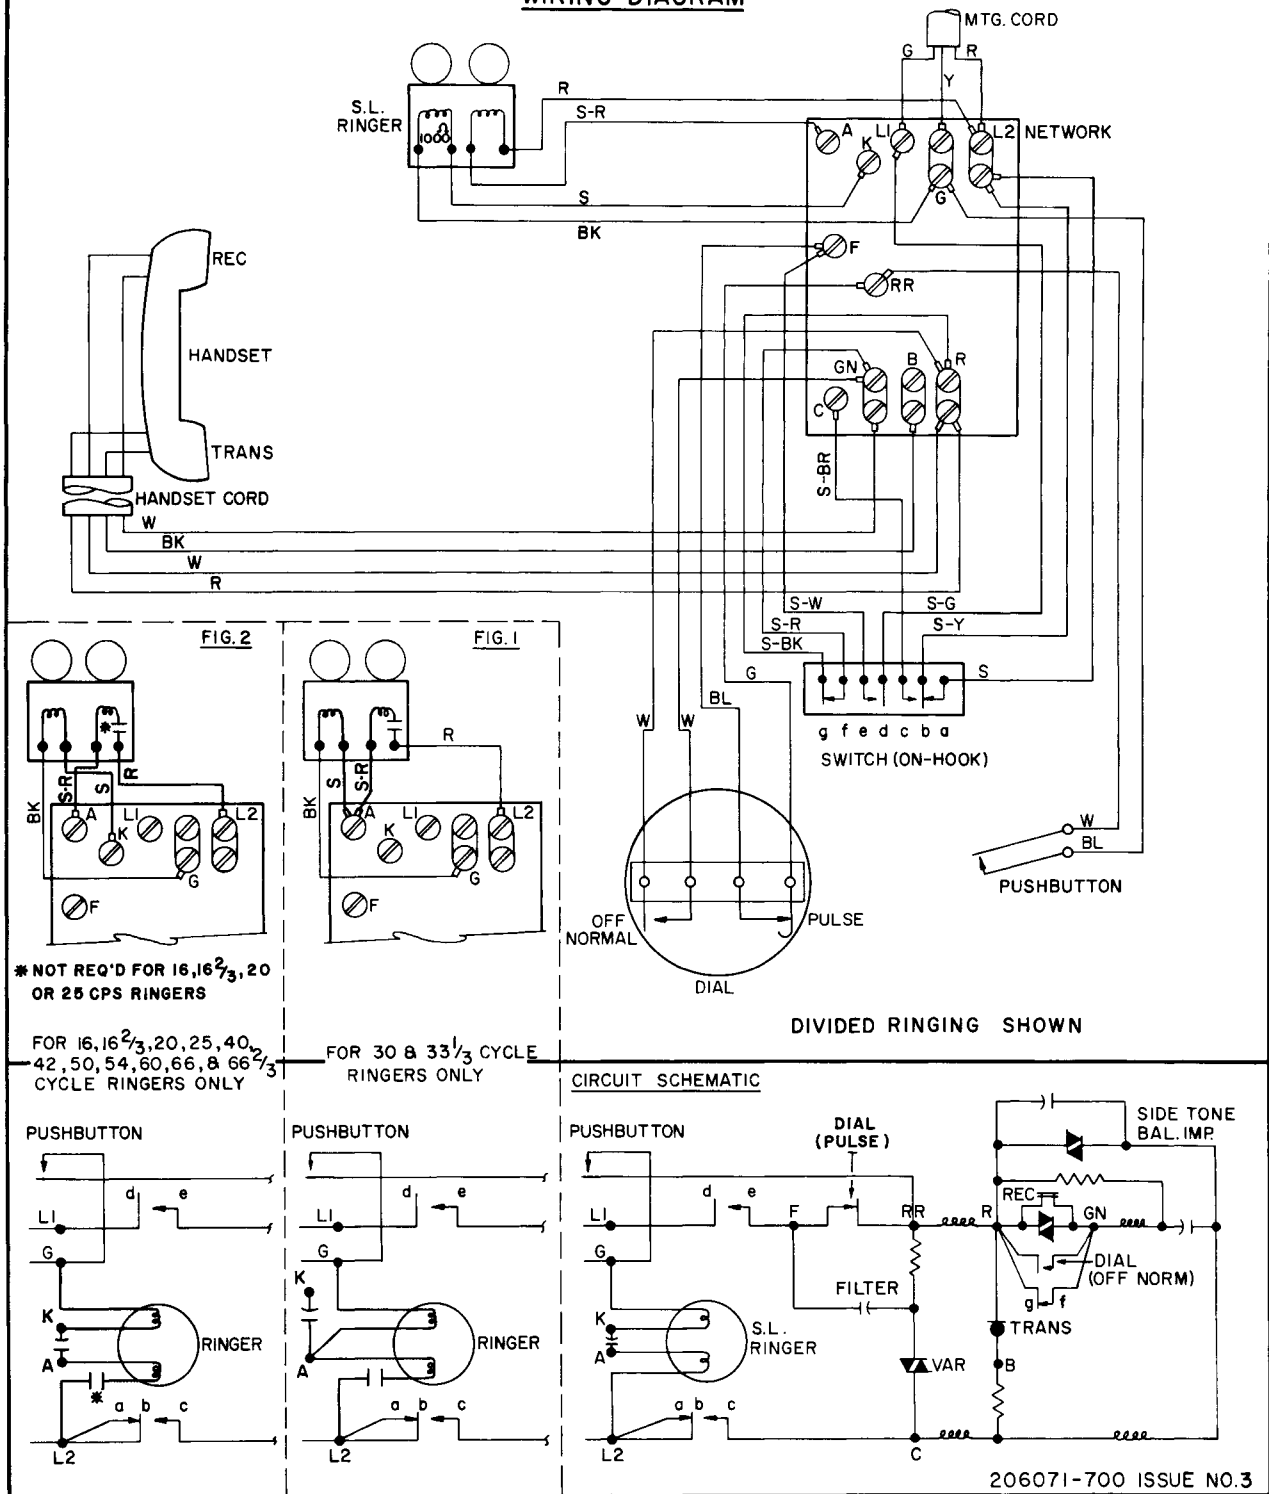 WIRING DIAGRAM
MTG. CORD
G
R
Y
S.L.
RINGER
1000Ω
R
S-R
S
BK
A
K
L1
G
L2
NETWORK
F
RR
GN
B
R
C
REC
HANDSET
TRANS
HANDSET CORD
W
BK
W
R
S-BR
S-W
S-R
S-BK
S-G
S-Y
S
G
BL
W
W
g f e d c b a
SWITCH (ON-HOOK)
W
BL
PUSHBUTTON
OFF
NORMAL
PULSE
DIAL
DIVIDED RINGING SHOWN
FIG. 2
*
BK
S-R
S
R
A
K
L1
L2
G
F
* NOT REQ'D FOR 16, 16 2/3, 20
OR 25 CPS RINGERS
FOR 16, 16 2/3, 20, 25, 40,
42, 50, 54, 60, 66, & 66 2/3
CYCLE RINGERS ONLY
FIG. 1
R
BK
S
S-R
A
K
L1
L2
G
F
FOR 30 & 33 1/3 CYCLE
RINGERS ONLY
PUSHBUTTON
d e
L1
G
K
A
RINGER
*
a b c
L2
PUSHBUTTON
d e
L1
G
K
A
RINGER
a b c
L2
CIRCUIT SCHEMATIC
PUSHBUTTON
DIAL
(PULSE)
d e
L1
F
RR
G
FILTER
K
A
S.L.
RINGER
VAR
a b c
L2
C
SIDE TONE
BAL. IMP.
REC
R
GN
DIAL
(OFF NORM)
g f
TRANS
B
206071-700 ISSUE NO.3